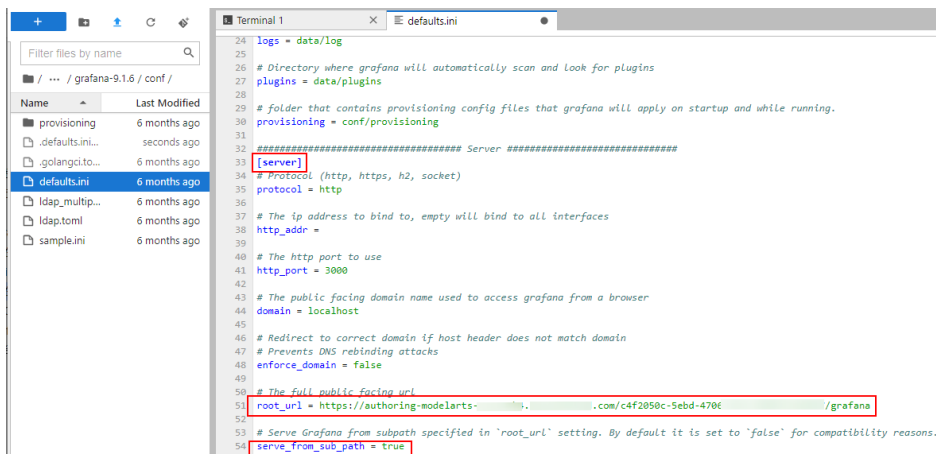 +
Filter files by name
/ ··· / grafana-9.1.6 / conf /
Name Last Modified
provisioning 6 months ago
.defaults.ini... seconds ago
.golangci.to... 6 months ago
defaults.ini 6 months ago
ldap_multip... 6 months ago
ldap.toml 6 months ago
sample.ini 6 months ago
Terminal 1 ×
defaults.ini ●
24 logs = data/log
25
26 # Directory where grafana will automatically scan and look for plugins
27 plugins = data/plugins
28
29 # folder that contains provisioning config files that grafana will apply on startup and while running.
30 provisioning = conf/provisioning
31
32 #################################### Server ##############################
33 [server]
34 # Protocol (http, https, h2, socket)
35 protocol = http
36
37 # The ip address to bind to, empty will bind to all interfaces
38 http_addr =
39
40 # The http port to use
41 http_port = 3000
42
43 # The public facing domain name used to access grafana from a browser
44 domain = localhost
45
46 # Redirect to correct domain if host header does not match domain
47 # Prevents DNS rebinding attacks
48 enforce_domain = false
49
50 # The full public facing url
51 root_url = https://authoring-modelarts- .com/c4f2050c-5ebd-470 /grafana
52
53 # Serve Grafana from subpath specified in `root_url` setting. By default it is set to `false` for compatibility reasons.
54 serve_from_sub_path = true